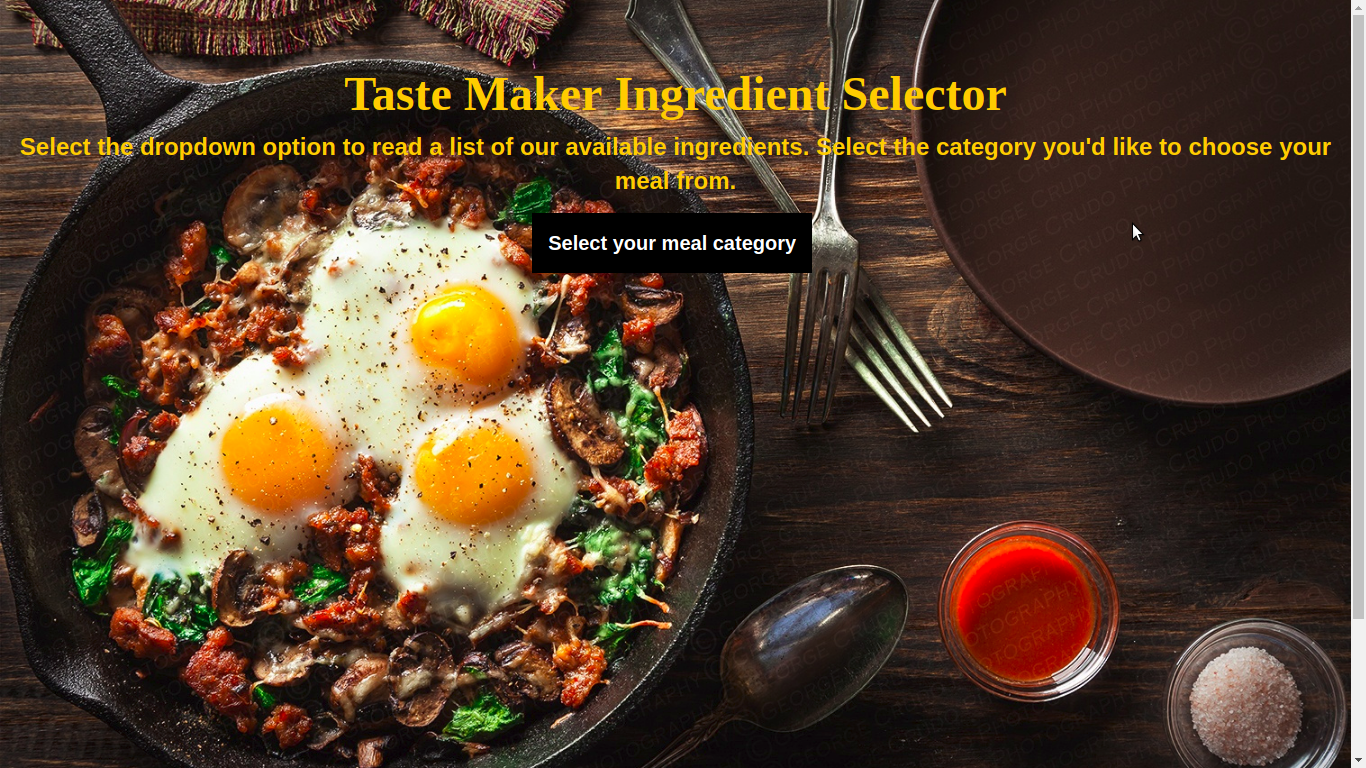 Taste Maker Ingredient Selector
Select the dropdown option to read a list of our available ingredients. Select the category you'd like to choose your
meal from.
Select your meal category